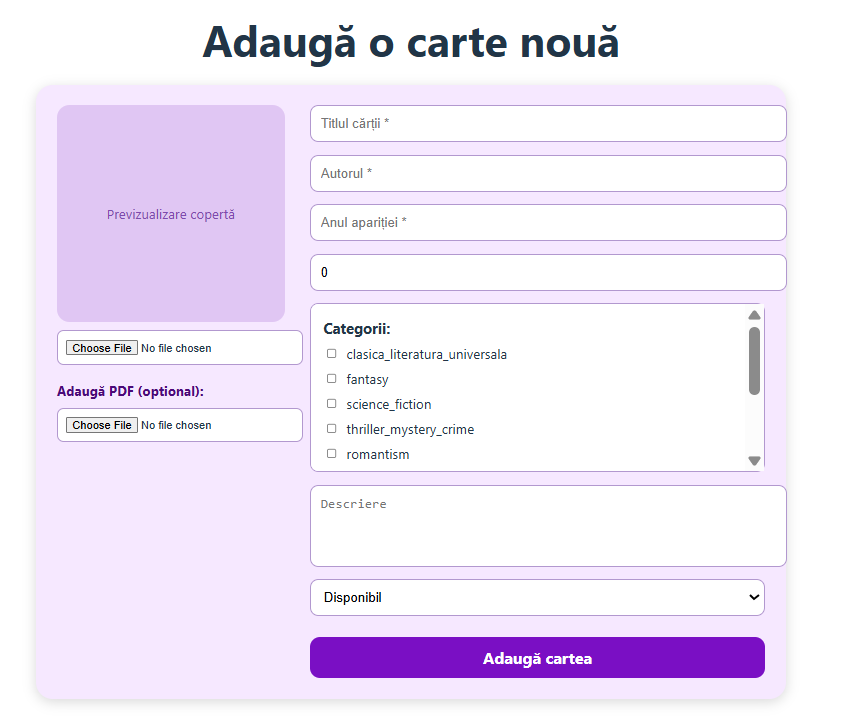 Adaugă o carte nouă
Previzualizare copertă
Choose File No file chosen
Adaugă PDF (optional):
Choose File No file chosen
Titlul cărții *
Autorul *
Anul apariției *
0
Categorii:
clasica_literatura_universala
fantasy
science_fiction
thriller_mystery_crime
romantism
Descriere
Disponibil
Adaugă cartea